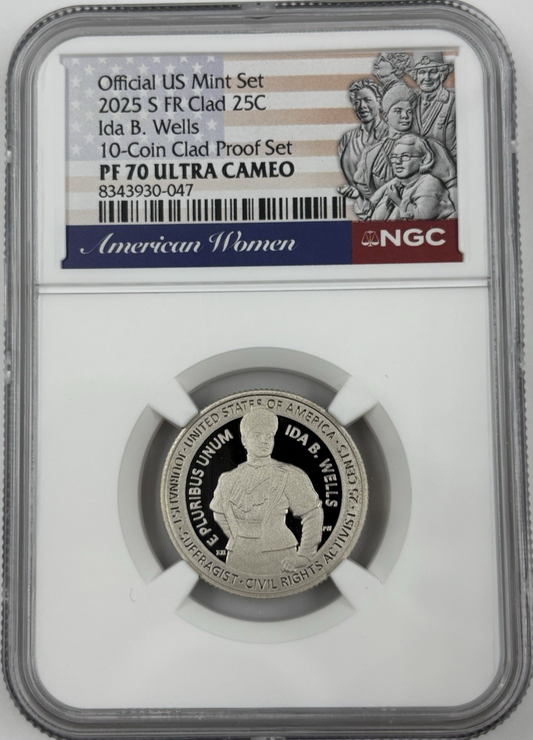 Official US Mint Set
2025 S FR Clad 25C
Ida B. Wells
10-Coin Clad Proof Set
PF 70 ULTRA CAMEO
8343930-047
American Women
NGC
UNITED STATES OF AMERICA · 25 CENTS ·
JOURNALIST · SUFFRAGIST · CIVIL RIGHTS ACTIVIST ·
E PLURIBUS UNUM
IDA B. WELLS